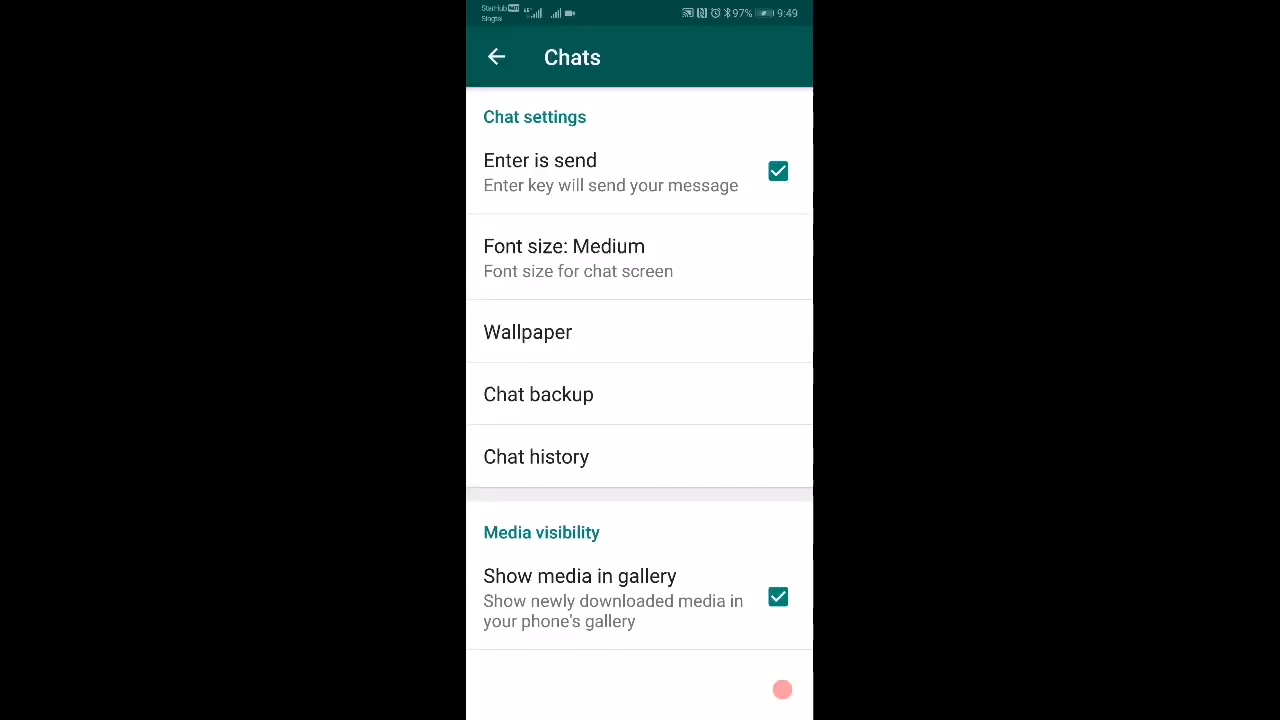 StarHub
Singtel
97%
9:49
Chats
Chat settings
Enter is send
Enter key will send your message
Font size: Medium
Font size for chat screen
Wallpaper
Chat backup
Chat history
Media visibility
Show media in gallery
Show newly downloaded media in
your phone's gallery